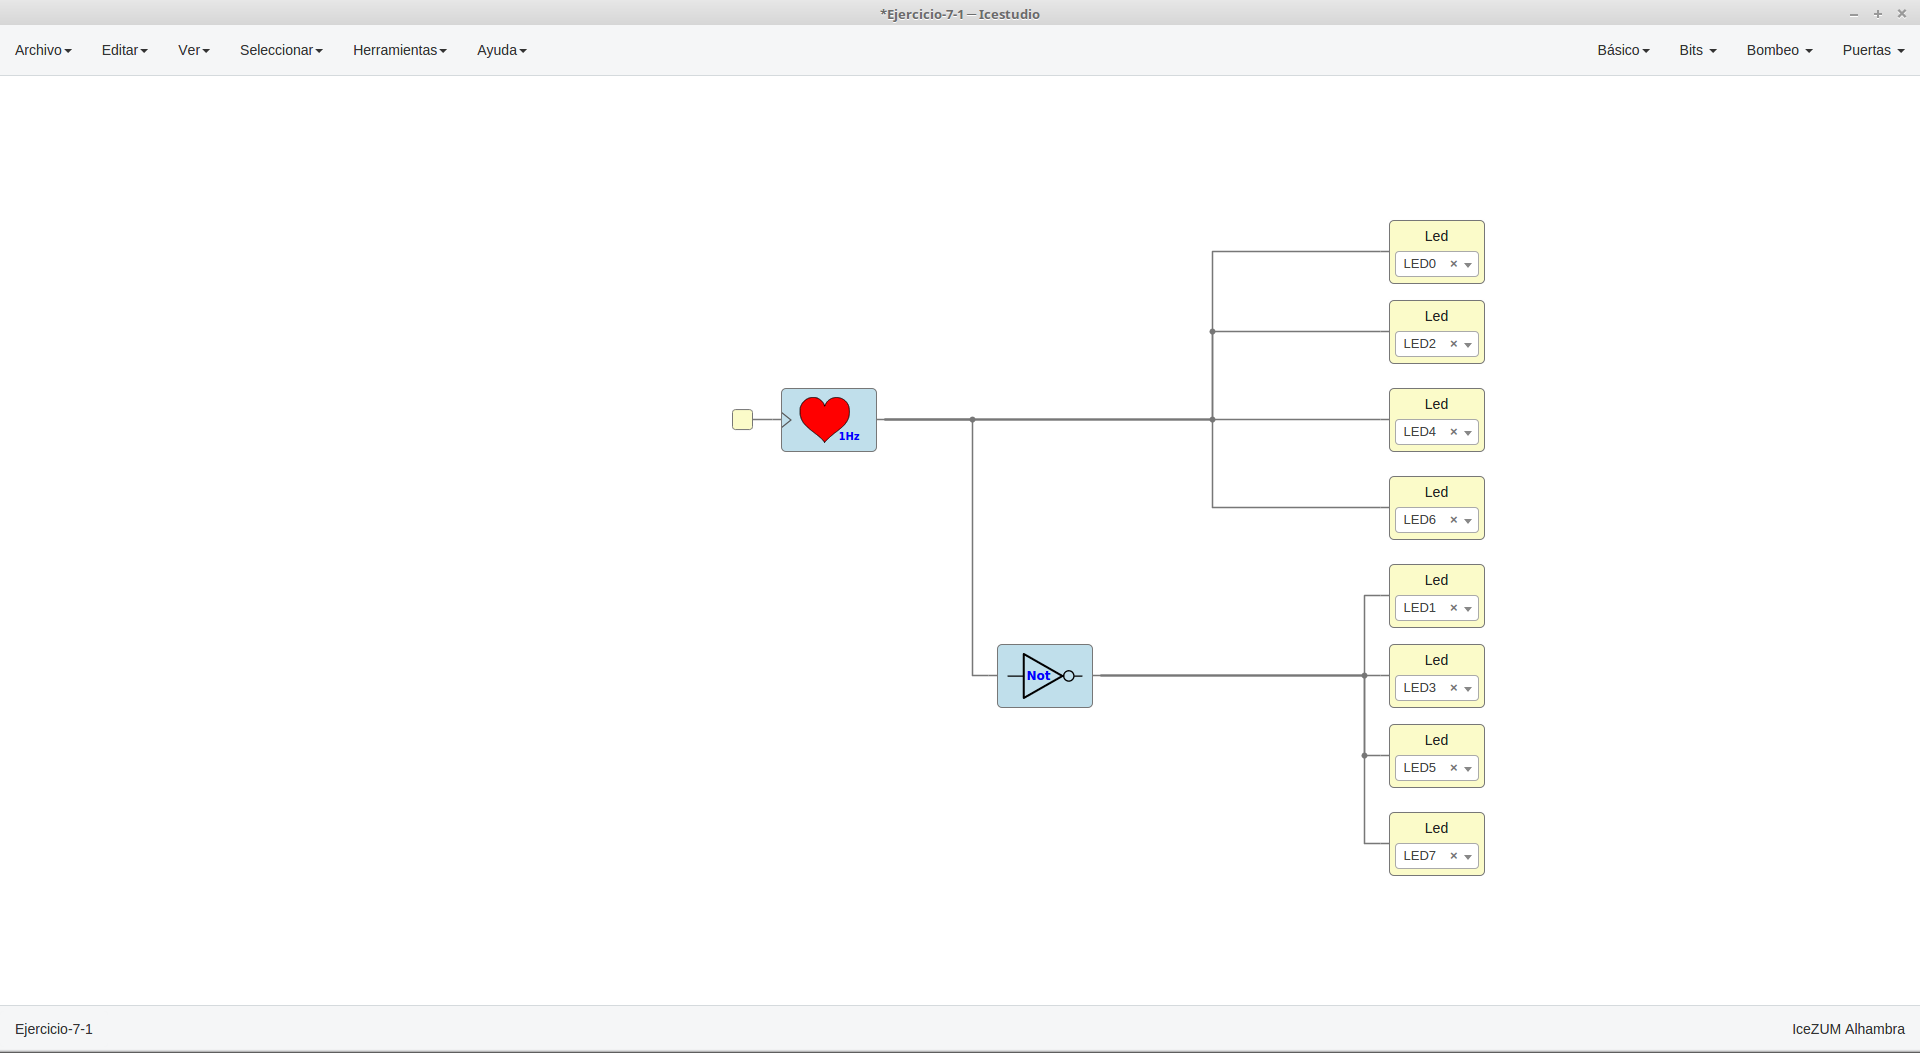 *Ejercicio-7-1 — Icestudio
Archivo Editar Ver Seleccionar Herramientas Ayuda Básico Bits Bombeo Puertas
Led
LED0
Led
LED2
1Hz
Led
LED4
Led
LED6
Led
LED1
Not
Led
LED3
Led
LED5
Led
LED7
Ejercicio-7-1 IceZUM Alhambra